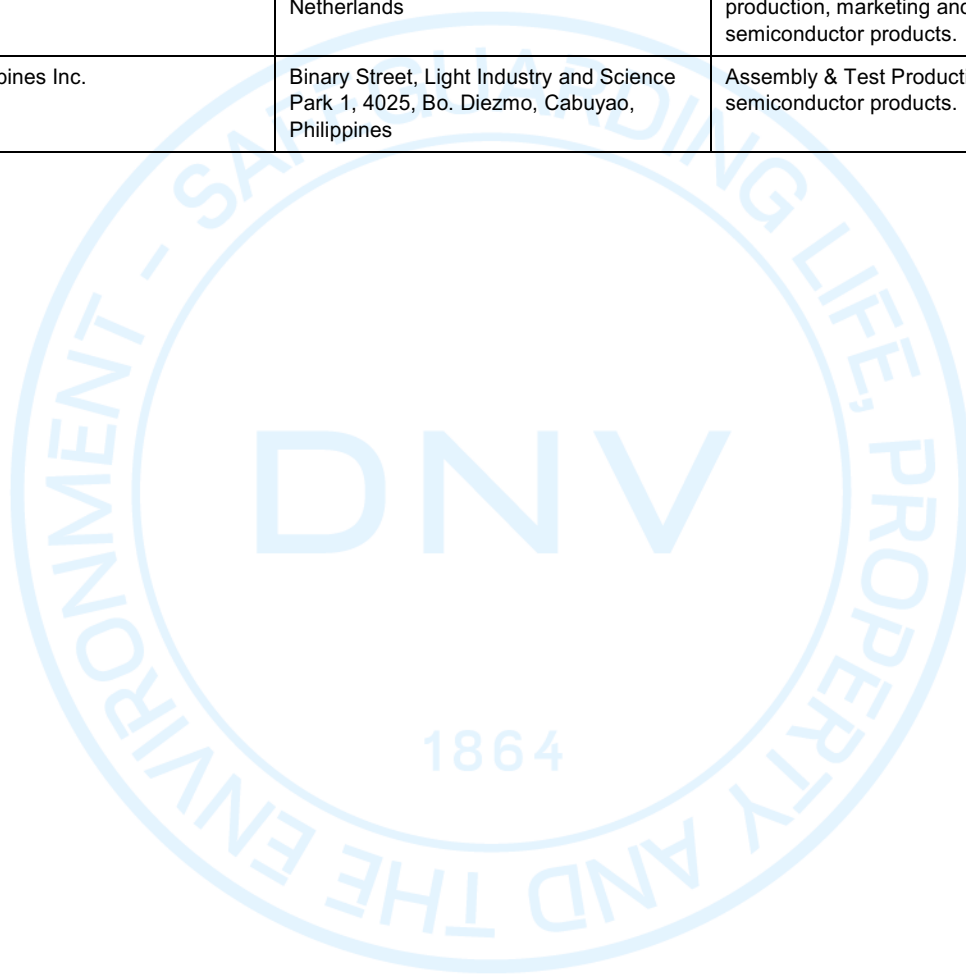 Netherlands
production, marketing and
semiconductor products.
pines Inc.
Binary Street, Light Industry and Science
Park 1, 4025, Bo. Diezmo, Cabuyao,
Philippines
Assembly & Test Product
semiconductor products.
SAFEGUARDING LIFE, PROPERTY AND THE ENVIRONMENT -
DNV
1864